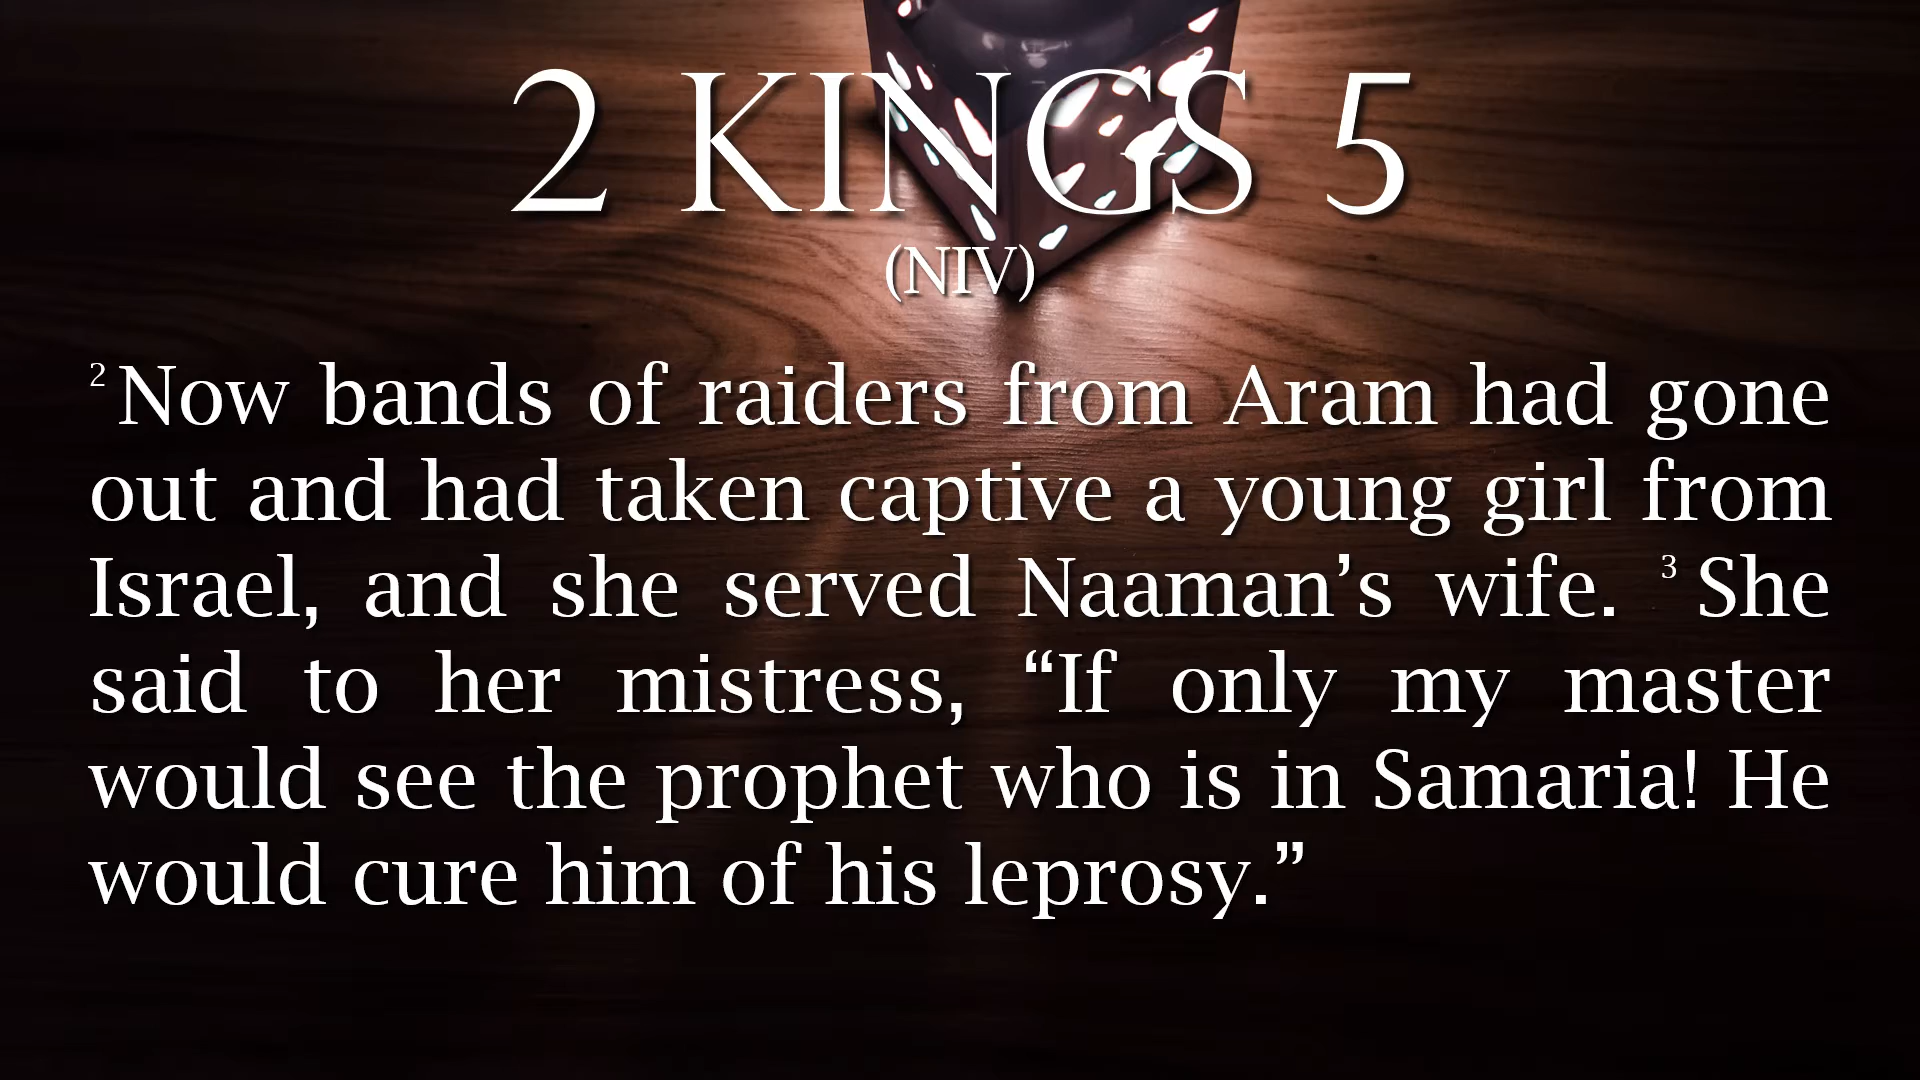 2 KINGS 5
(NIV)
2 Now bands of raiders from Aram had gone
out and had taken captive a young girl from
Israel, and she served Naaman’s wife. 3 She
said to her mistress, “If only my master
would see the prophet who is in Samaria! He
would cure him of his leprosy.”